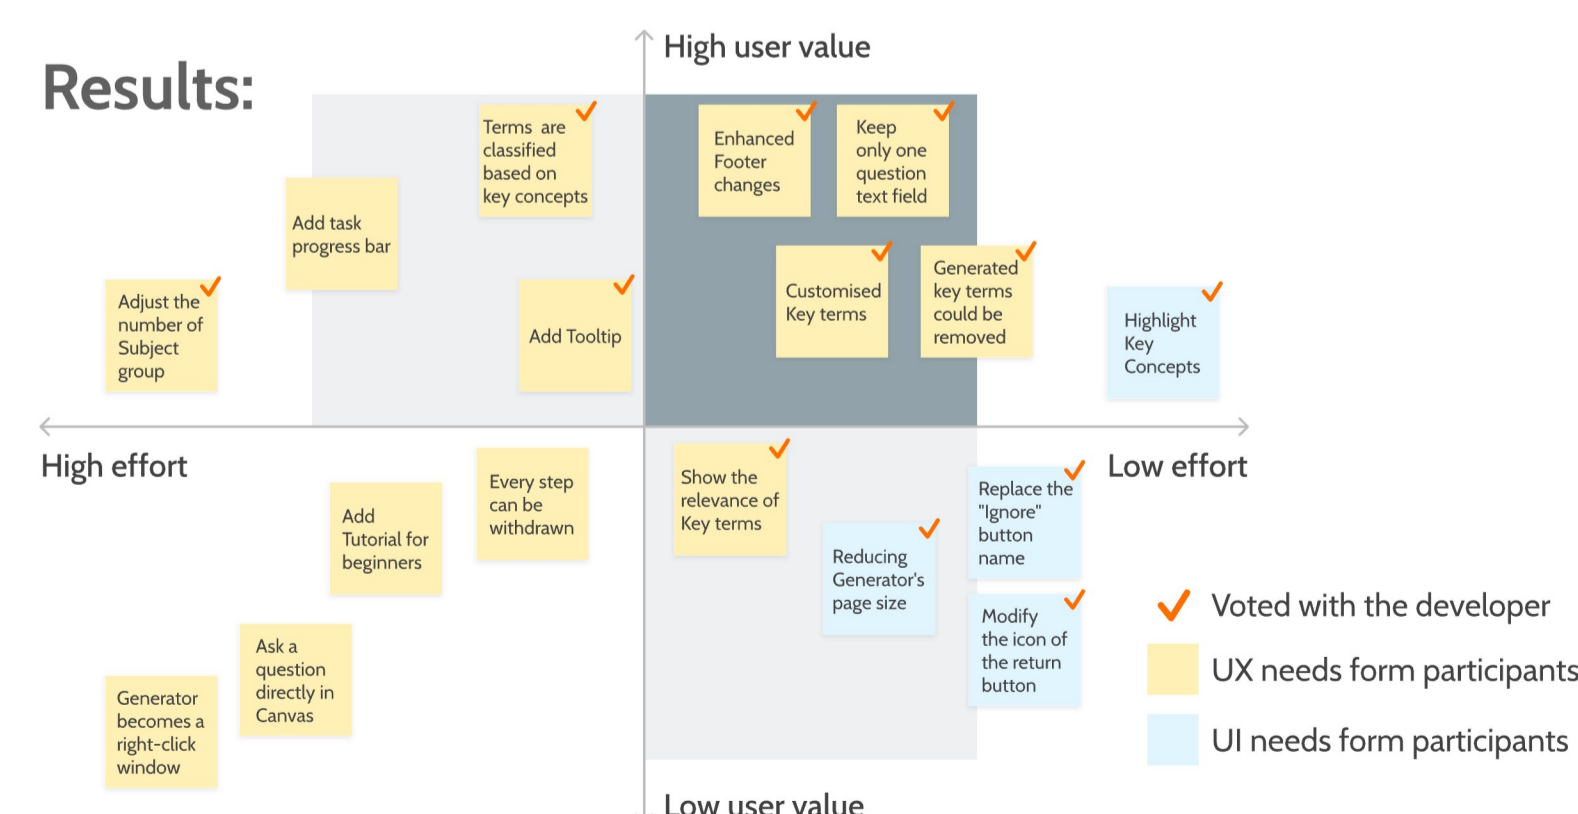 High user value
Results:
Terms are
classified
based on
key concepts
Enhanced
Footer
changes
Keep
only one
question
text field
Add task
progress bar
Adjust the
number of
Subject
group
Add Tooltip
Customised
Key terms
Generated
key terms
could be
removed
Highlight
Key
Concepts
High effort
Low effort
Add
Tutorial for
beginners
Every step
can be
withdrawn
Show the
relevance of
Key terms
Reducing
Generator's
page size
Replace the
"Ignore"
button
name
Modify
the icon of
the return
button
Ask a
question
directly in
Canvas
Generator
becomes a
right-click
window
Voted with the developer
UX needs form participants
UI needs form participants
Low user value